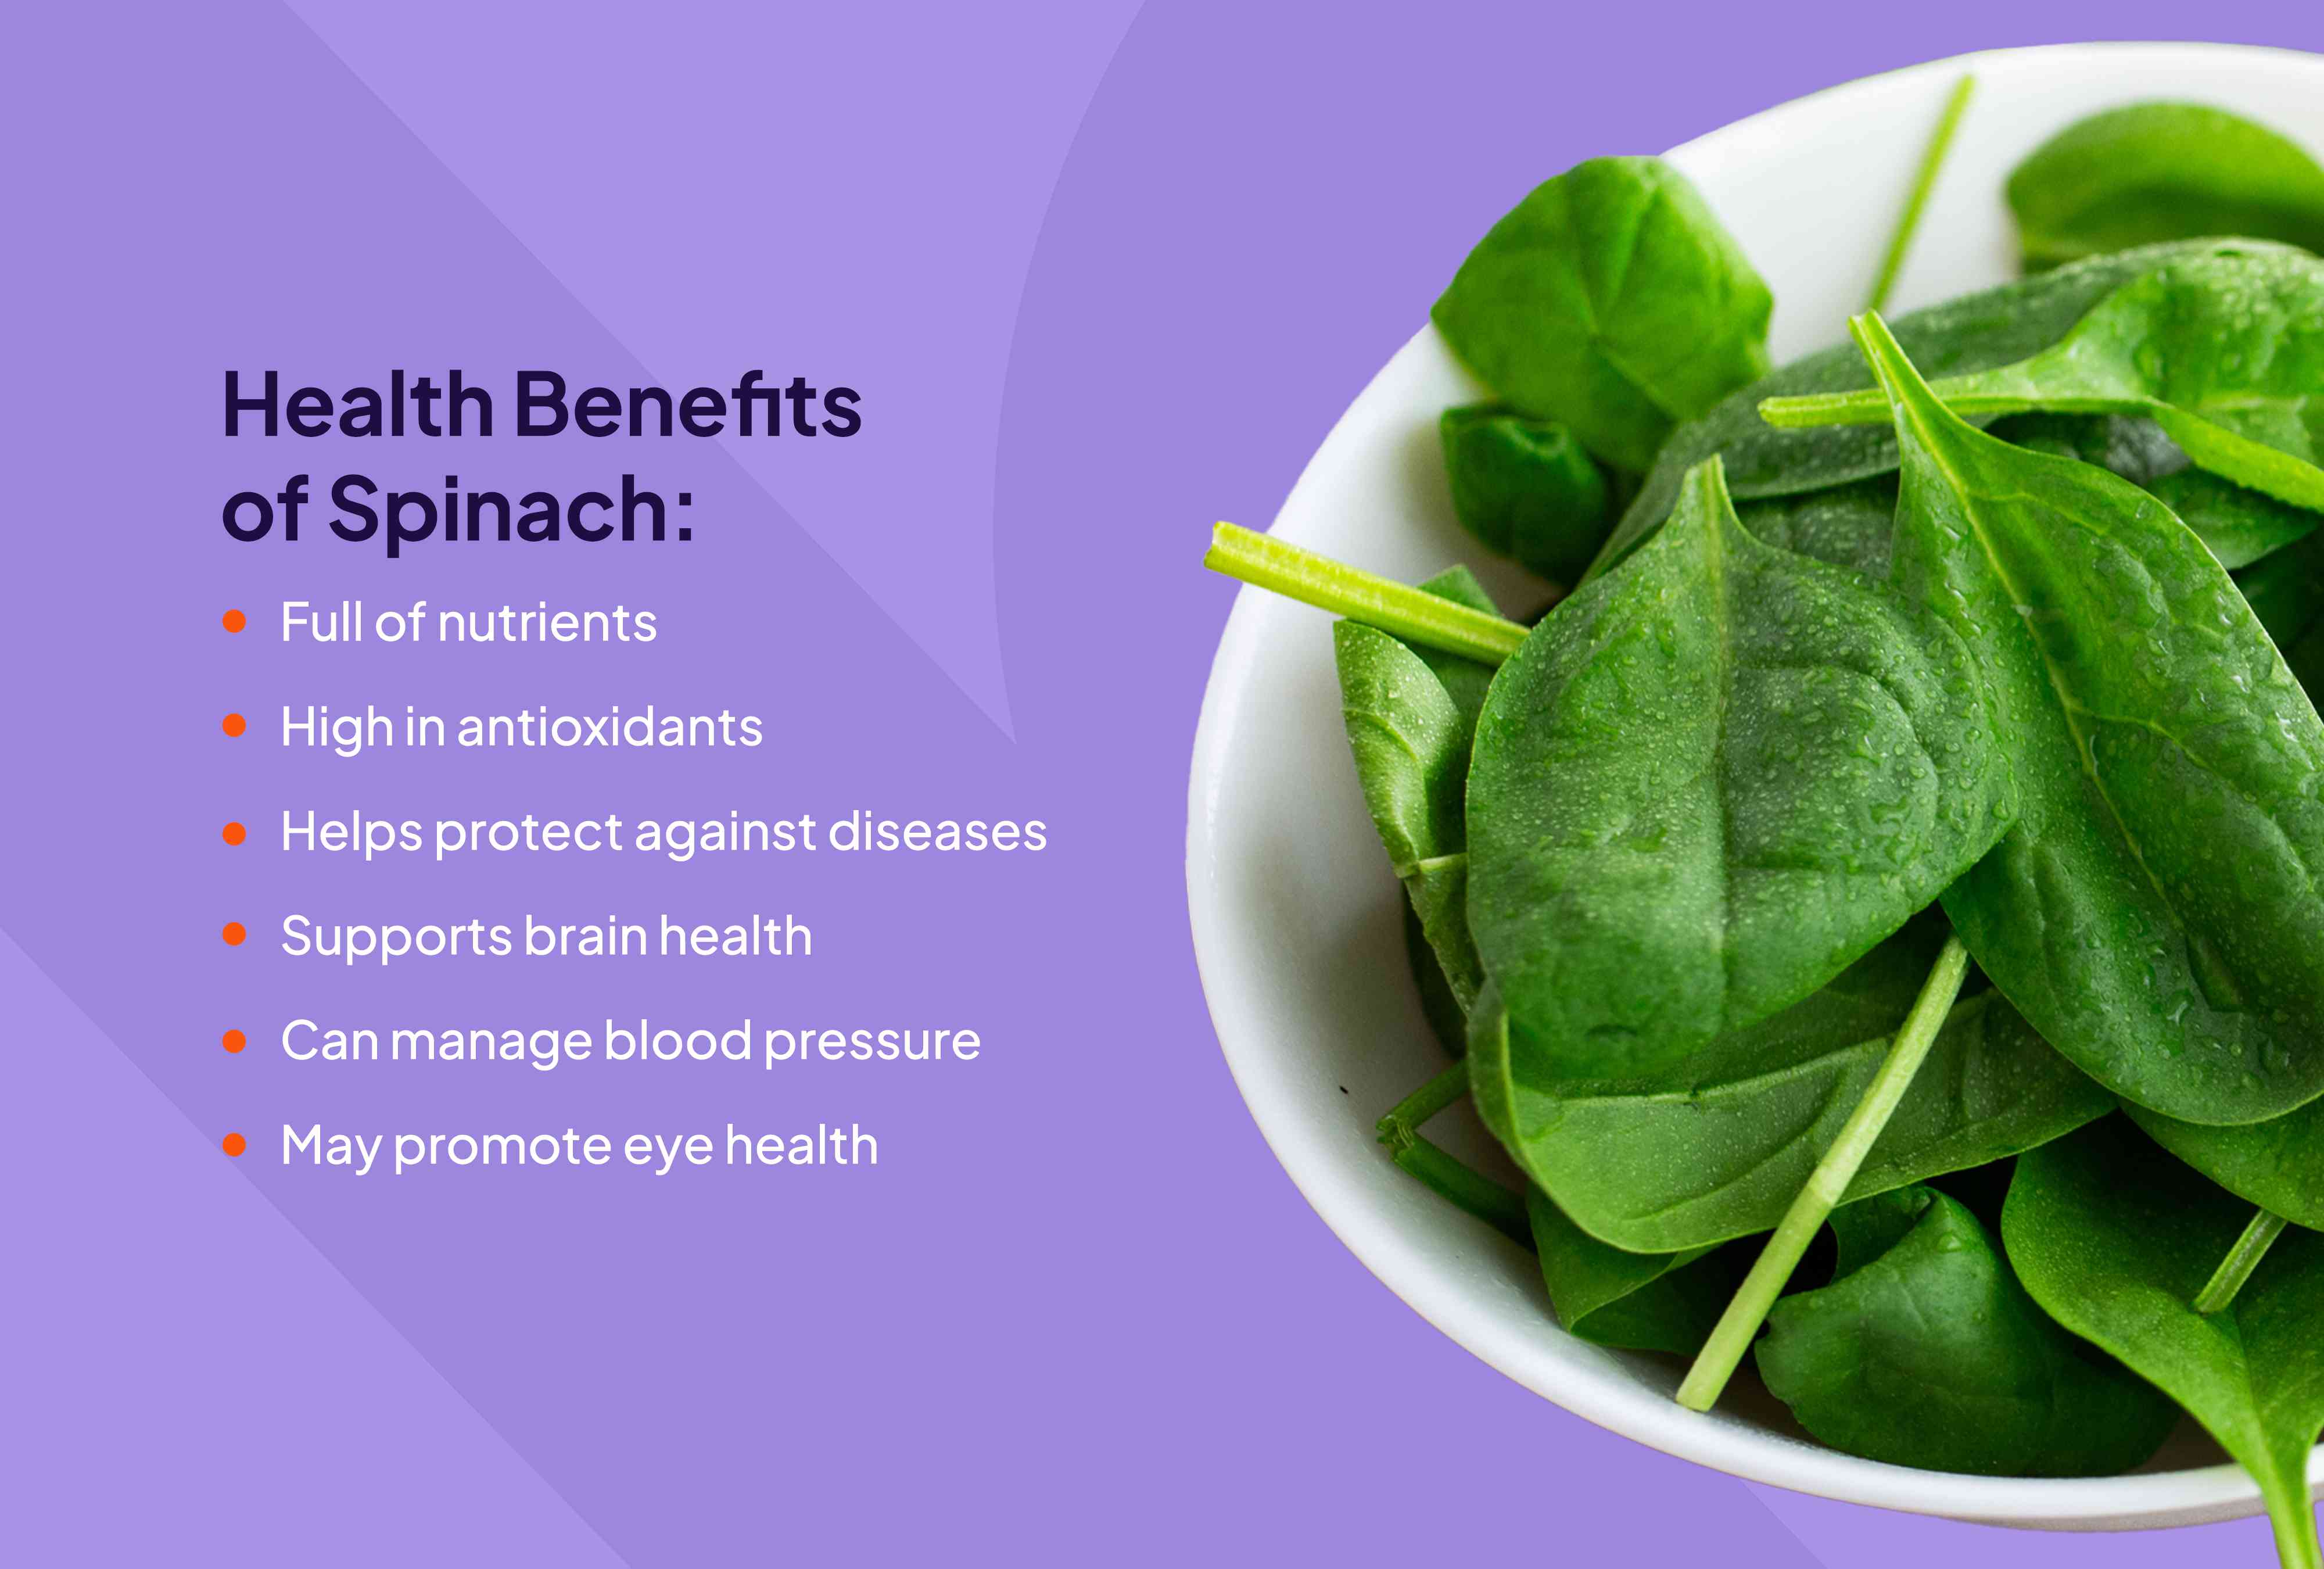 Health Benefits
of Spinach:
Full of nutrients
High in antioxidants
Helps protect against diseases
Supports brain health
Can manage blood pressure
May promote eye health